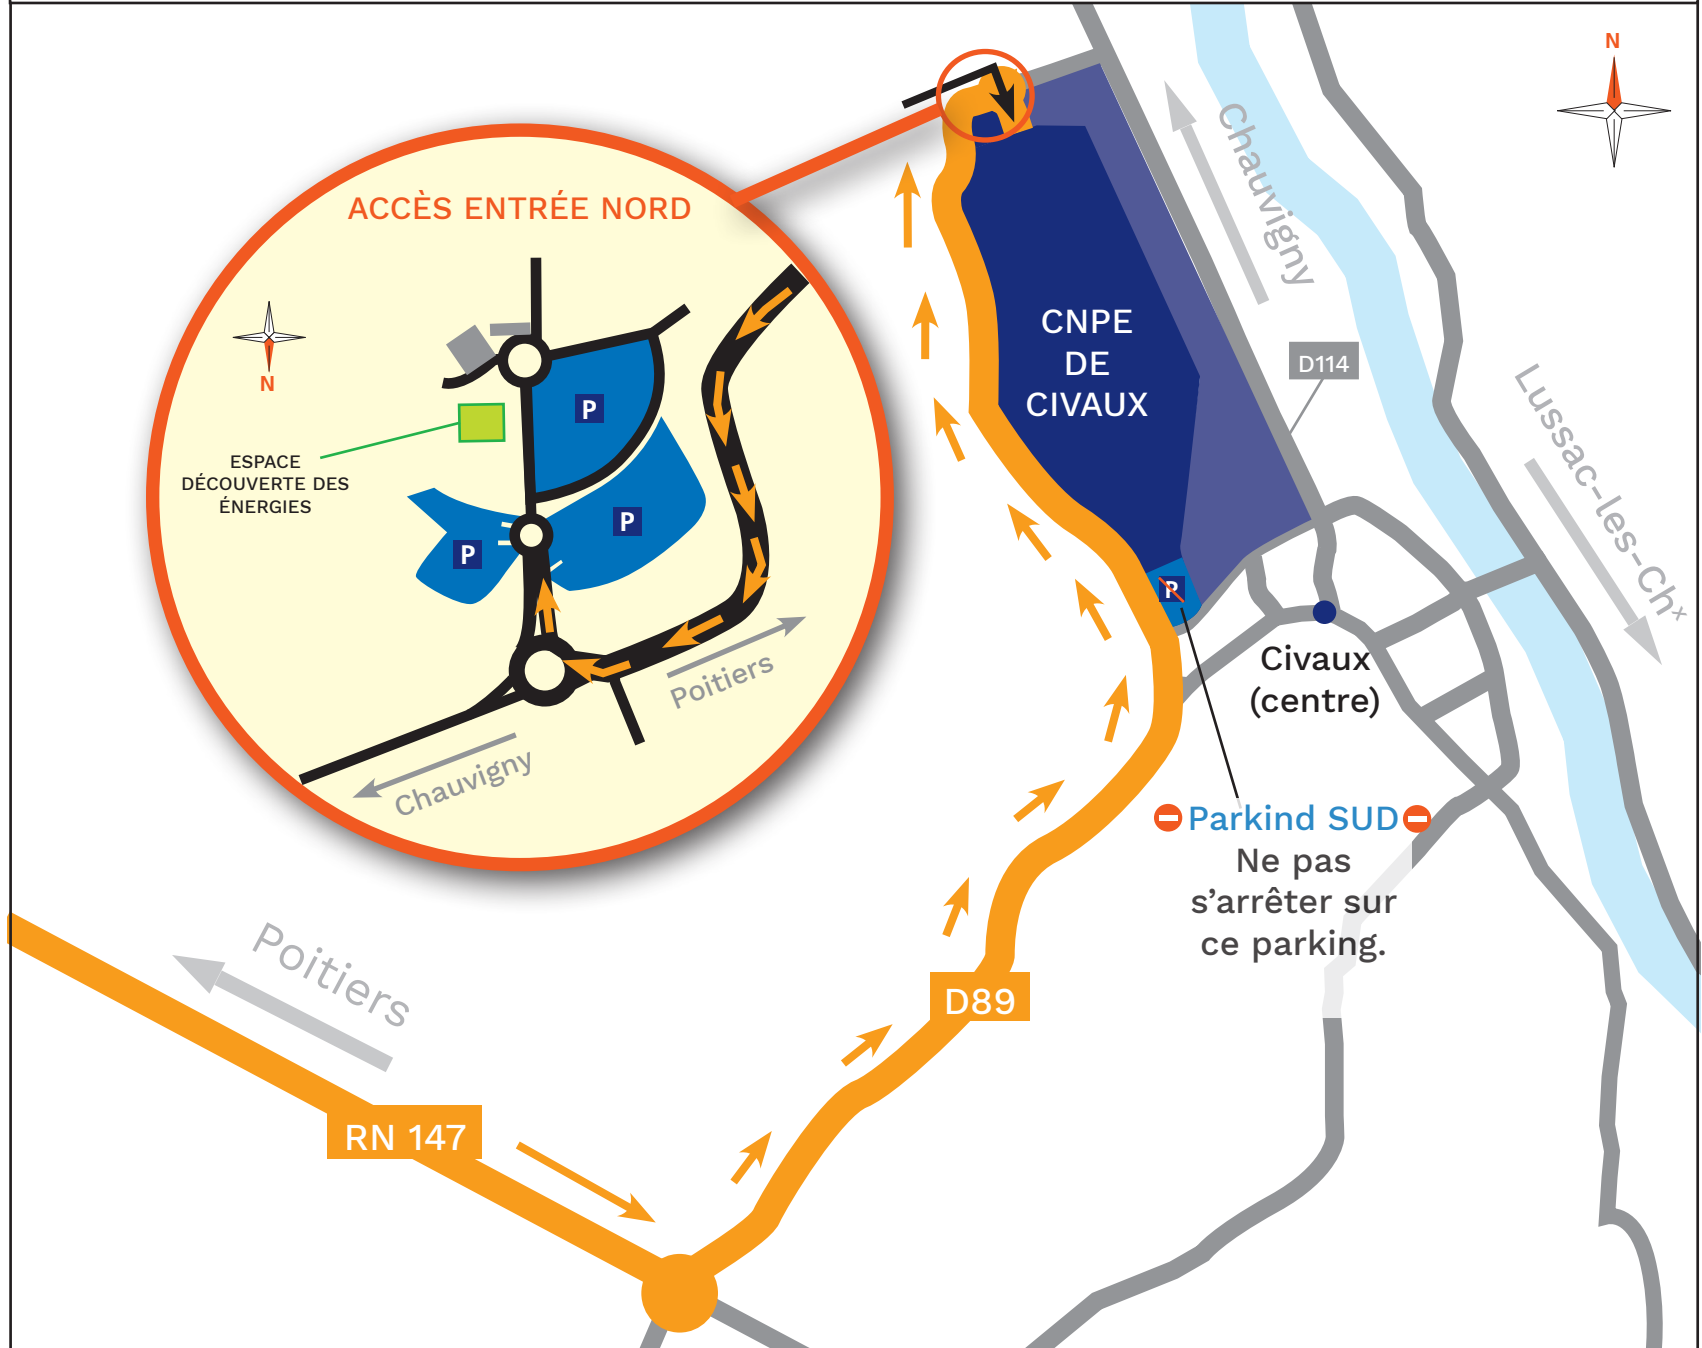 N
ACCÈS ENTRÉE NORD
N
ESPACE
DÉCOUVERTE DES
ÉNERGIES
P
P
P
Poitiers
Chauvigny
Chauvigny
CNPE
DE
CIVAUX
D114
Lussac-les-Chˣ
P
Civaux
(centre)
Parkind SUD
Ne pas
s’arrêter sur
ce parking.
Poitiers
D89
RN 147